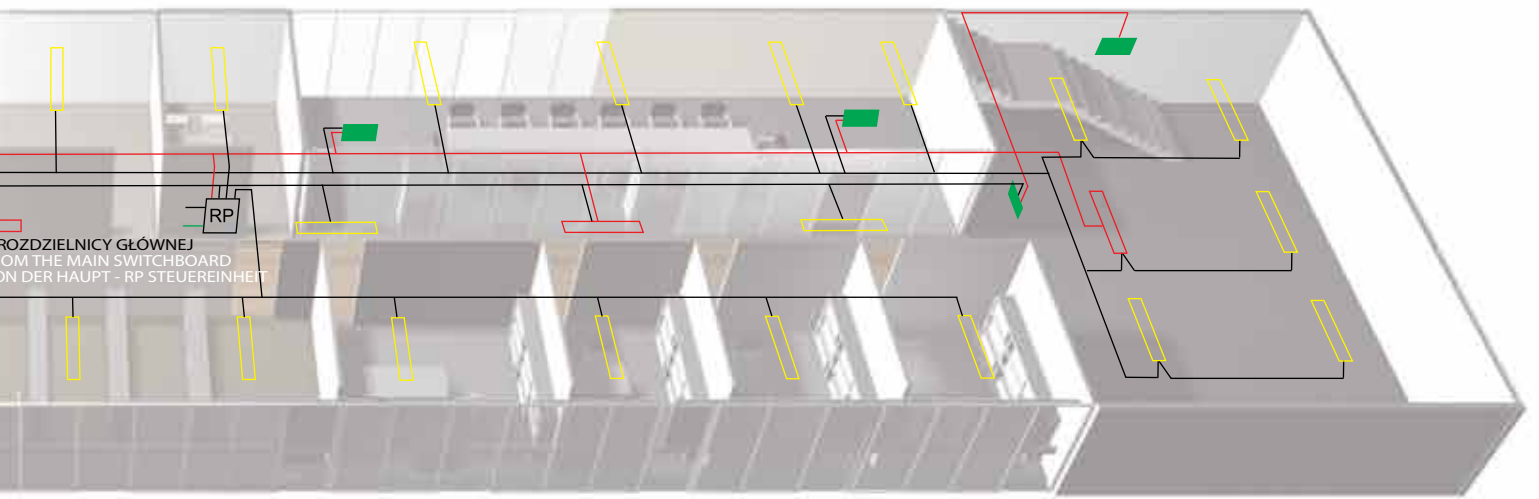 RP
ROZDZIELNICY GŁÓWNEJ
OM THE MAIN SWITCHBOARD
ON DER HAUPT - RP STEUEREINHEIT